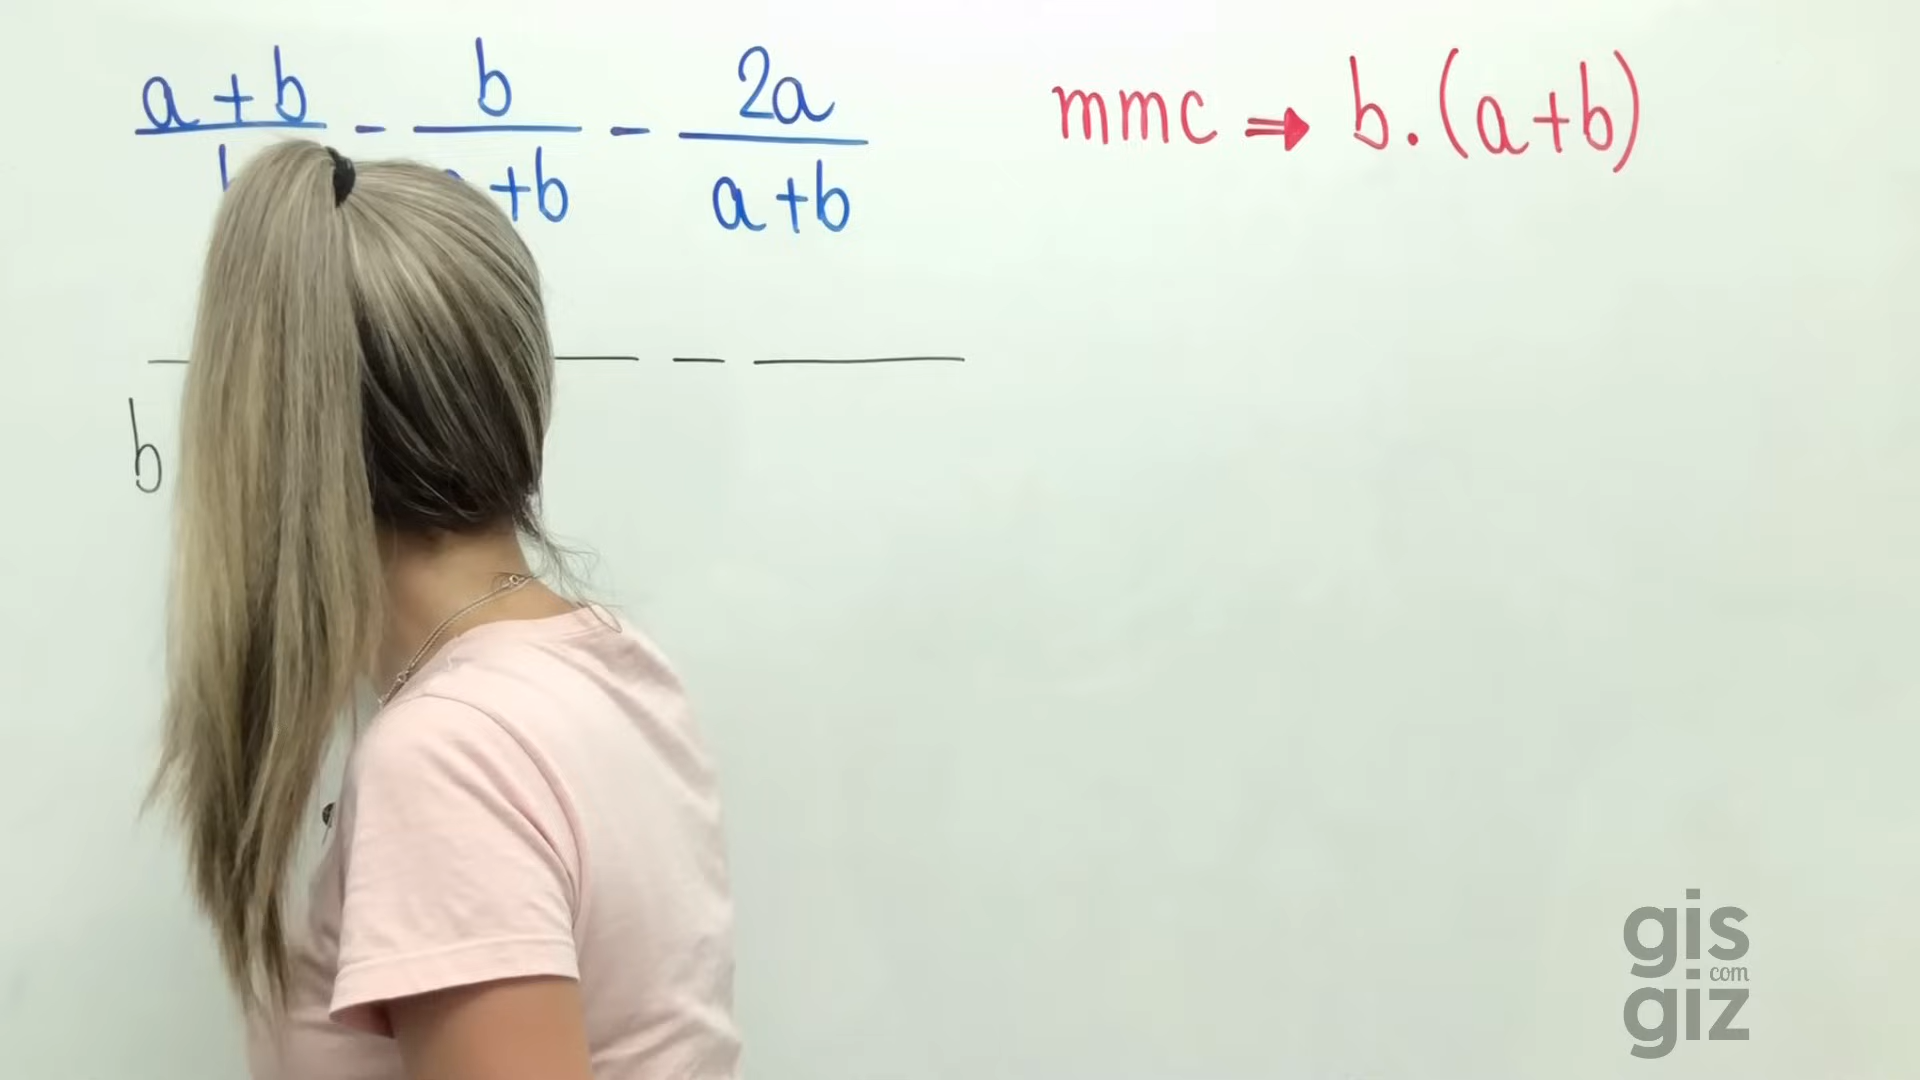 a + b - b - 2a
+b a + b
mmc ⇒ b . (a + b)
b
gis
com
giz